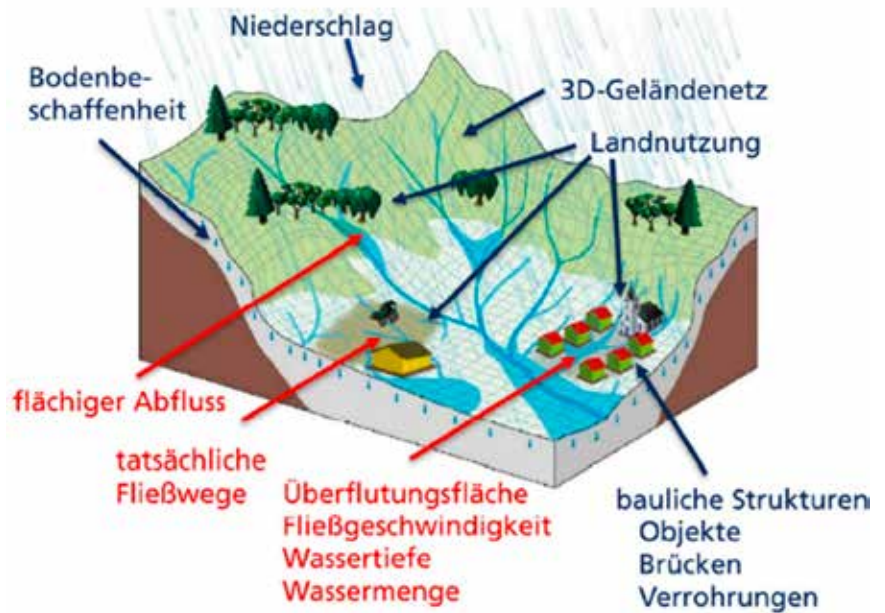 Niederschlag
Bodenbe-
schaffenheit
3D-Geländenetz
Landnutzung
flächiger Abfluss
tatsächliche
Fließwege
Überflutungsfläche
Fließgeschwindigkeit
Wassertiefe
Wassermenge
bauliche Strukturen
Objekte
Brücken
Verrohrungen